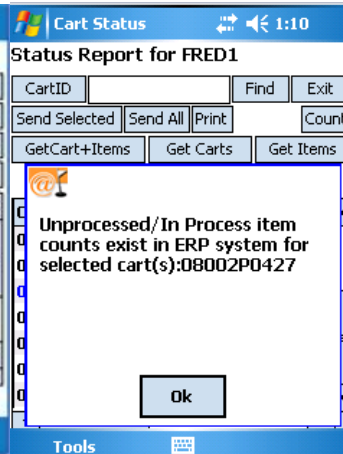 Cart Status 1:10
Status Report for FRED1
CartID Find Exit
Send Selected Send All Print Count
GetCart+Items Get Carts Get Items
Unprocessed/In Process item
counts exist in ERP system for
selected cart(s):08002P0427
Ok
Tools